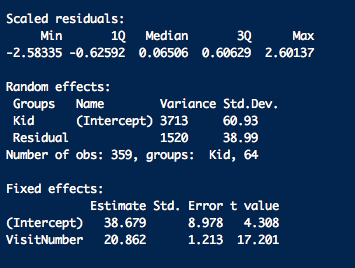 Scaled residuals:
Min 1Q Median 3Q Max
-2.58335 -0.62592 0.06506 0.60629 2.60137
Random effects:
Groups Name Variance Std.Dev.
Kid (Intercept) 3713 60.93
Residual 1520 38.99
Number of obs: 359, groups: Kid, 64
Fixed effects:
Estimate Std. Error t value
(Intercept) 38.679 8.978 4.308
VisitNumber 20.862 1.213 17.201